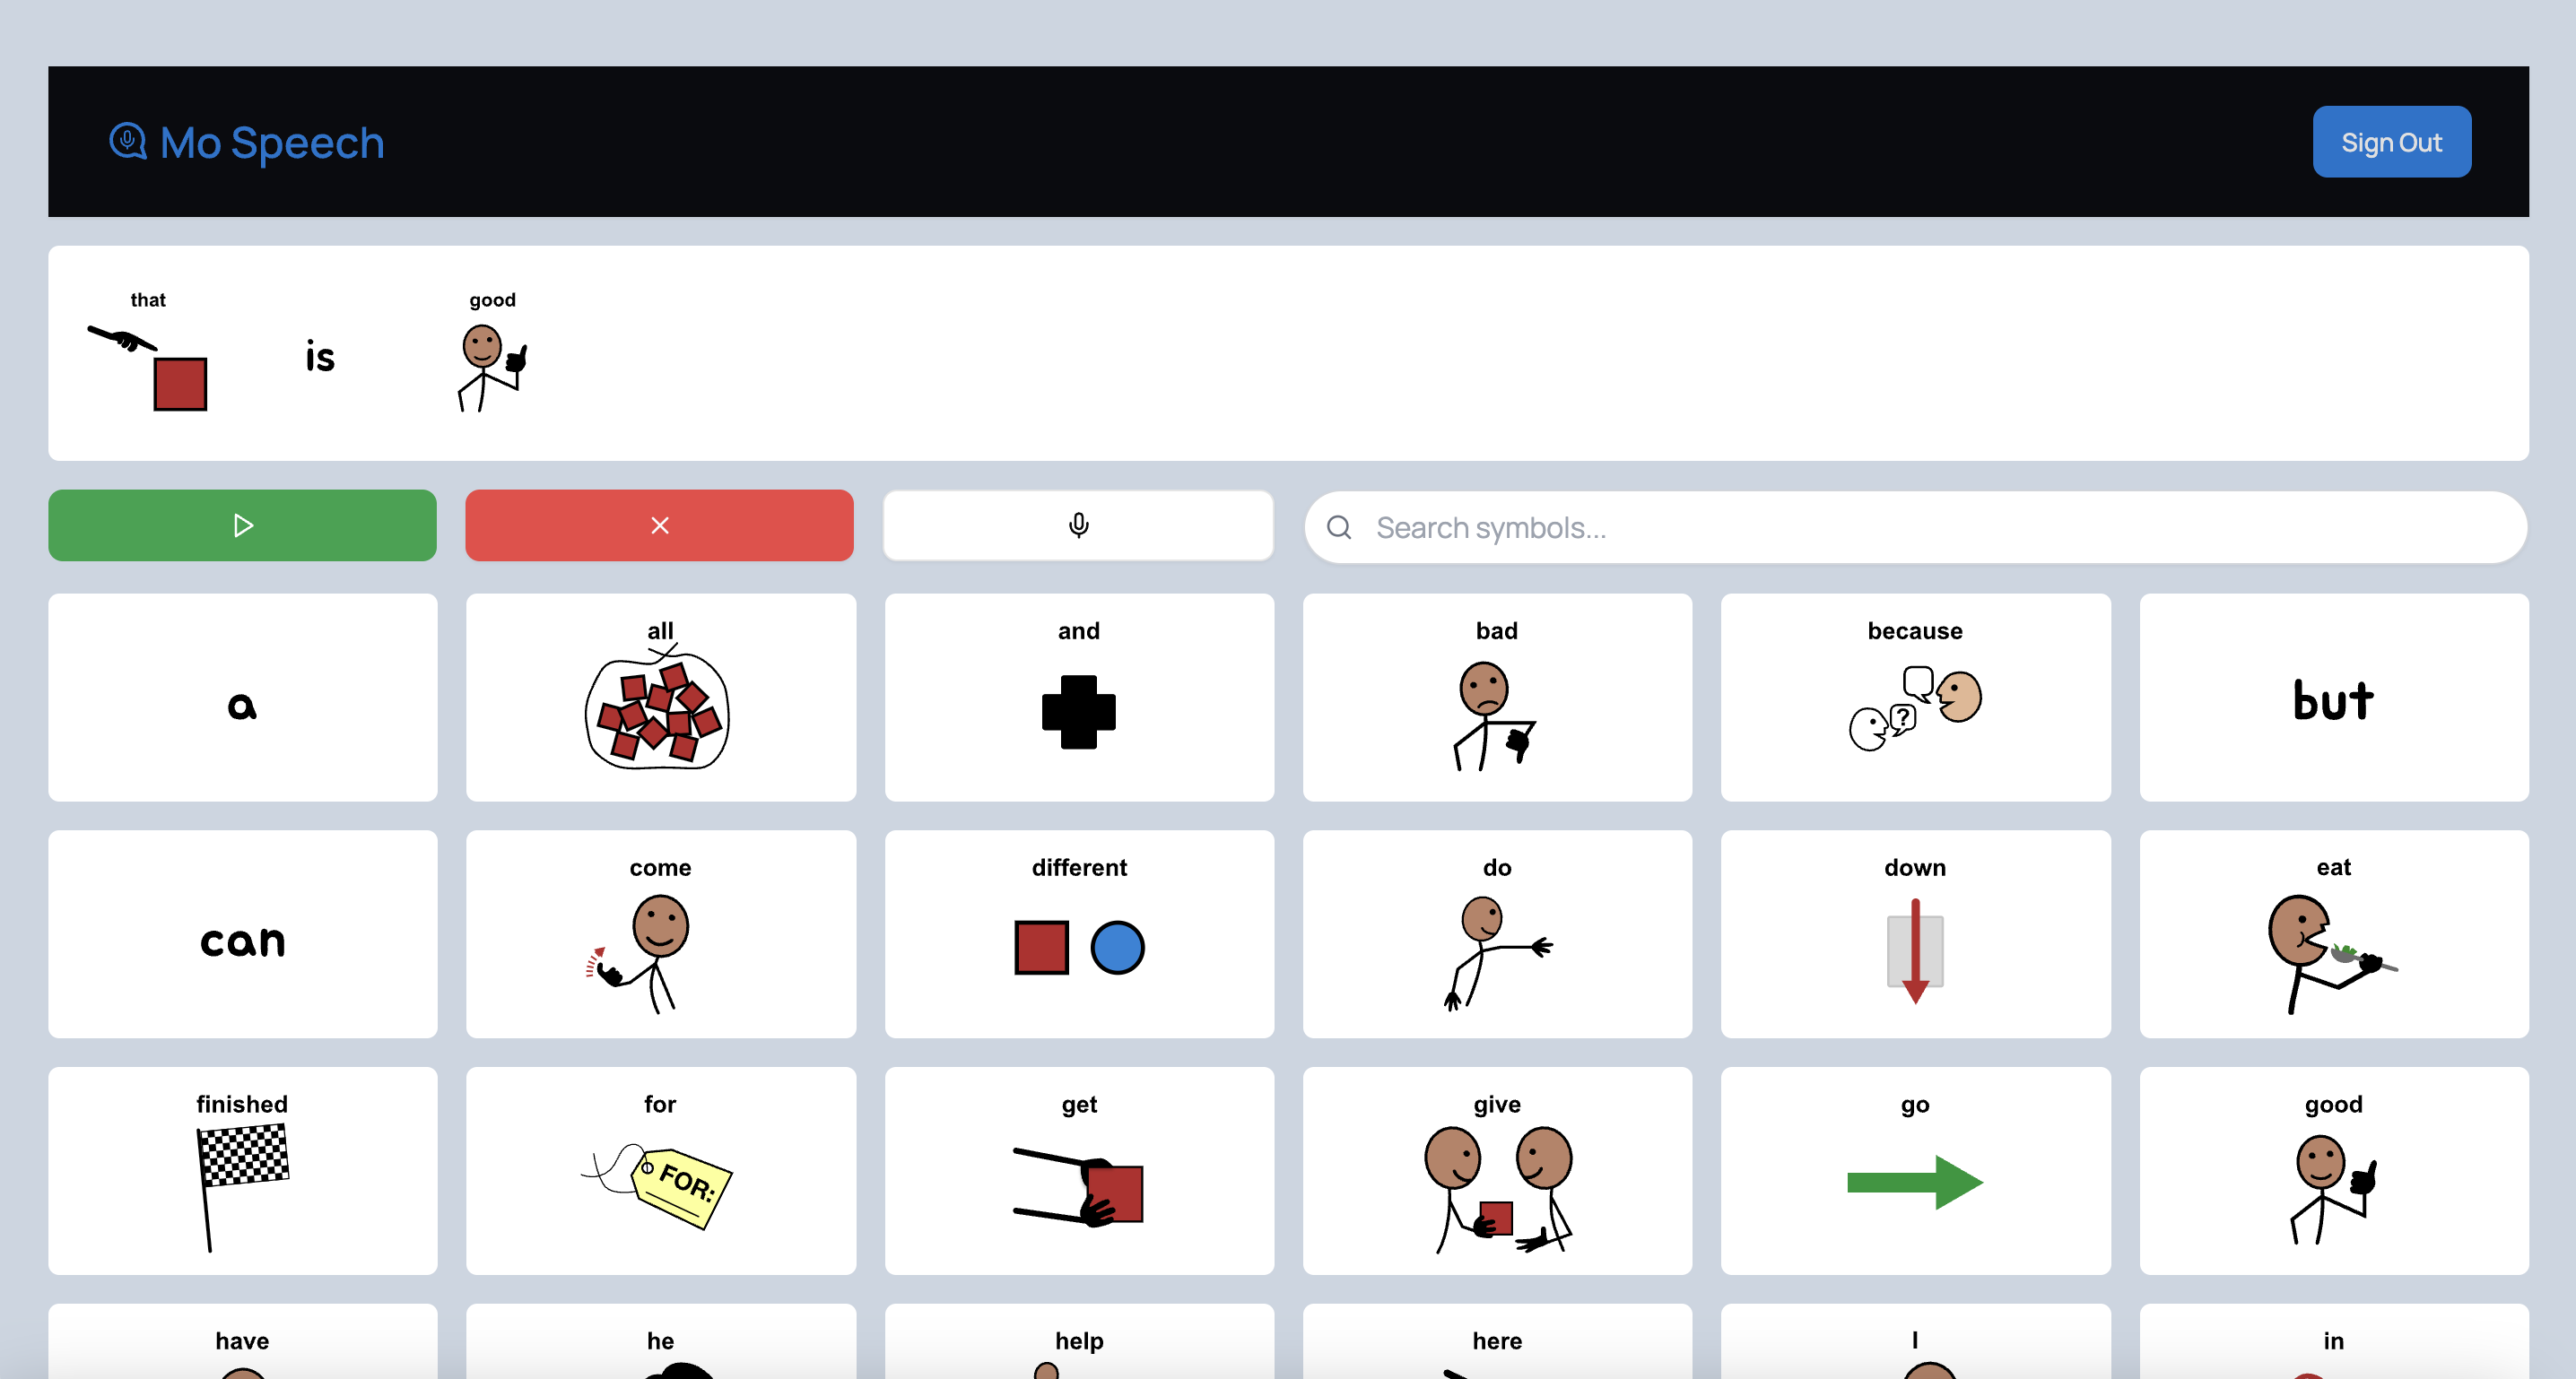 Mo Speech
Sign Out
that
is
good
Search symbols...
a
all
and
bad
because
?
but
can
come
different
do
down
eat
finished
for
FOR:
get
give
go
good
have
he
help
here
I
in